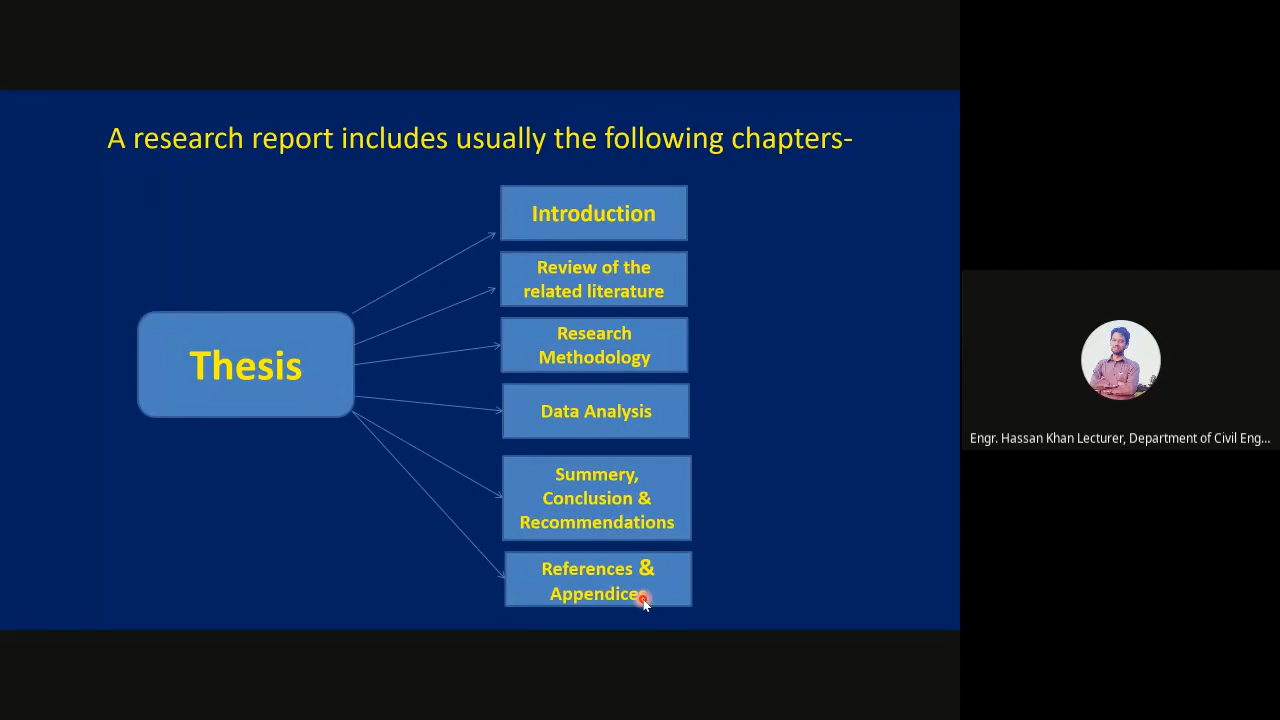 A research report includes usually the following chapters-
Introduction
Review of the
related literature
Research
Methodology
Thesis
Data Analysis
Summery,
Conclusion &
Recommendations
References &
Appendices
Engr. Hassan Khan Lecturer, Department of Civil Eng...